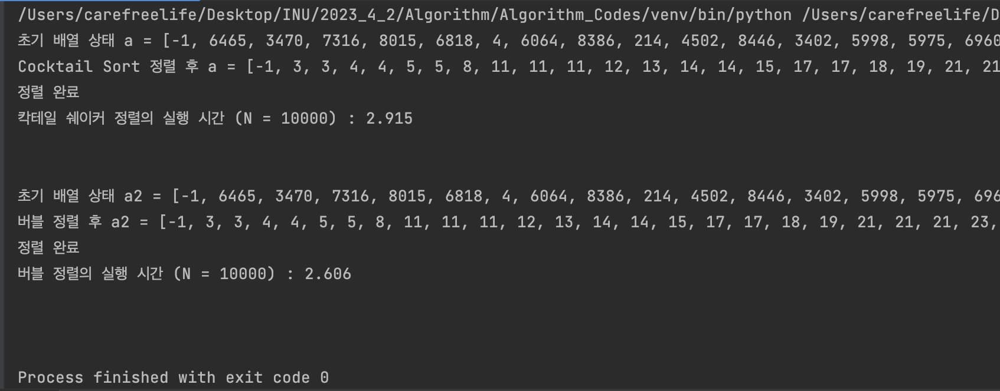 /Users/carefreelife/Desktop/INU/2023_4_2/Algorithm/Algorithm_Codes/venv/bin/python /Users/carefreelife/D
초기 배열 상태 a = [-1, 6465, 3470, 7316, 8015, 6818, 4, 6064, 8386, 214, 4502, 8446, 3402, 5998, 5975, 6960
Cocktail Sort 정렬 후 a = [-1, 3, 3, 4, 4, 5, 5, 8, 11, 11, 11, 12, 13, 14, 14, 15, 17, 17, 18, 19, 21, 21
정렬 완료
칵테일 쉐이커 정렬의 실행 시간 (N = 10000) : 2.915
초기 배열 상태 a2 = [-1, 6465, 3470, 7316, 8015, 6818, 4, 6064, 8386, 214, 4502, 8446, 3402, 5998, 5975, 696
버블 정렬 후 a2 = [-1, 3, 3, 4, 4, 5, 5, 8, 11, 11, 11, 12, 13, 14, 14, 15, 17, 17, 18, 19, 21, 21, 21, 23,
정렬 완료
버블 정렬의 실행 시간 (N = 10000) : 2.606
Process finished with exit code 0